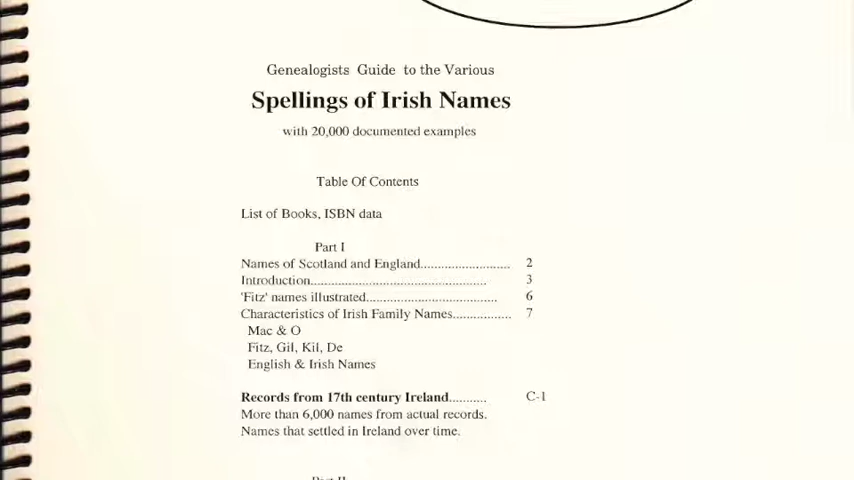 Genealogists Guide to the Various
Spellings of Irish Names
with 20,000 documented examples
Table Of Contents
List of Books, ISBN data
Part I
Names of Scotland and England........................... 2
Introduction..................................................... 3
'Fitz' names illustrated........................................ 6
Characteristics of Irish Family Names................. 7
Mac & O
Fitz, Gil, Kil, De
English & Irish Names
Records from 17th century Ireland........... C-1
More than 6,000 names from actual records.
Names that settled in Ireland over time.
Part II